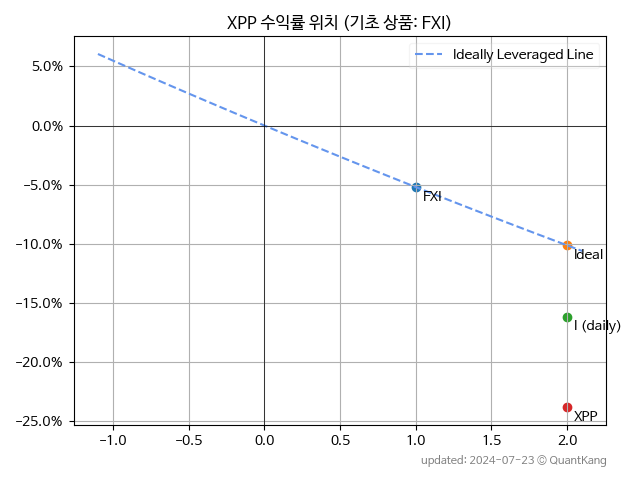 XPP 수익률 위치 (기초 상품: FXI)
Ideally Leveraged Line
5.0%
0.0%
−5.0%
−10.0%
−15.0%
−20.0%
−25.0%
FXI
Ideal
I (daily)
XPP
−1.0
−0.5
0.0
0.5
1.0
1.5
2.0
updated: 2024-07-23 © QuantKang